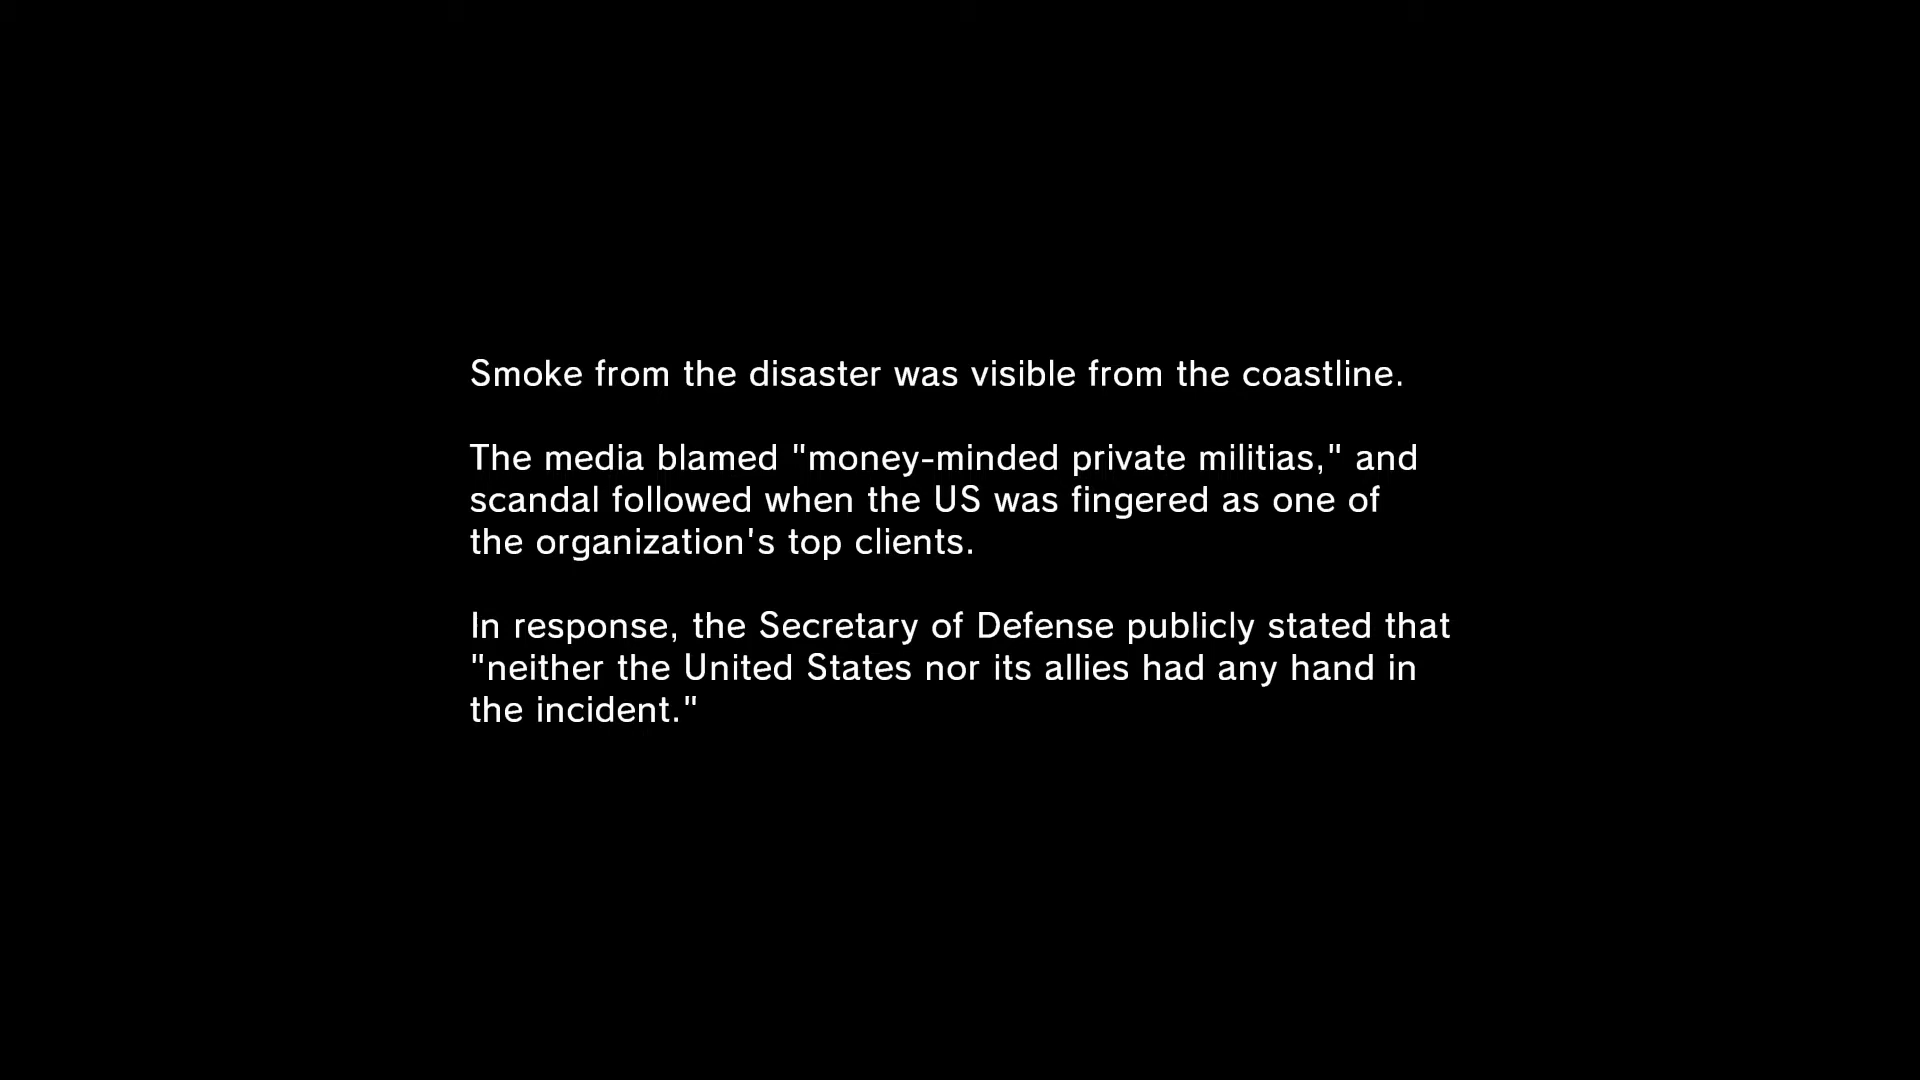 Smoke from the disaster was visible from the coastline.
The media blamed "money-minded private militias," and
scandal followed when the US was fingered as one of
the organization's top clients.
In response, the Secretary of Defense publicly stated that
"neither the United States nor its allies had any hand in
the incident."